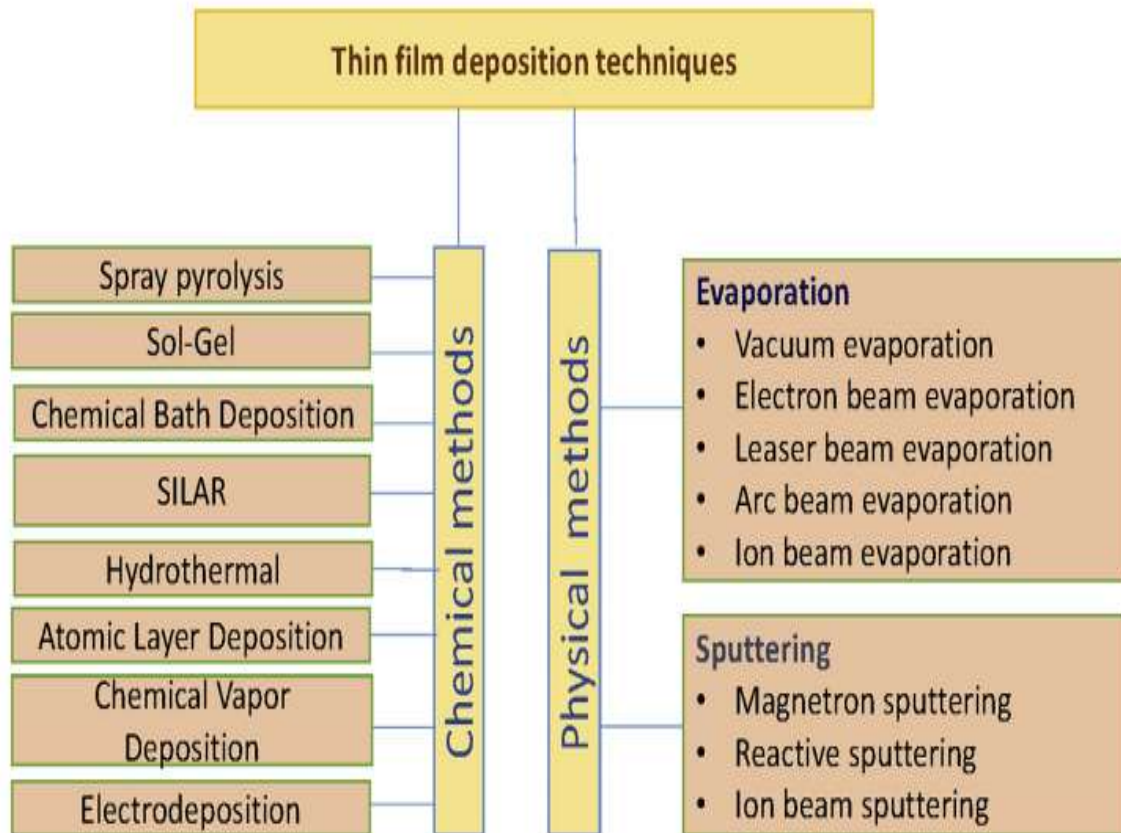 Thin film deposition techniques
Spray pyrolysis
Sol-Gel
Chemical Bath Deposition
SILAR
Hydrothermal
Atomic Layer Deposition
Chemical Vapor
Deposition
Electrodeposition
Chemical methods
Physical methods
Evaporation
• Vacuum evaporation
• Electron beam evaporation
• Leaser beam evaporation
• Arc beam evaporation
• Ion beam evaporation
Sputtering
• Magnetron sputtering
• Reactive sputtering
• Ion beam sputtering